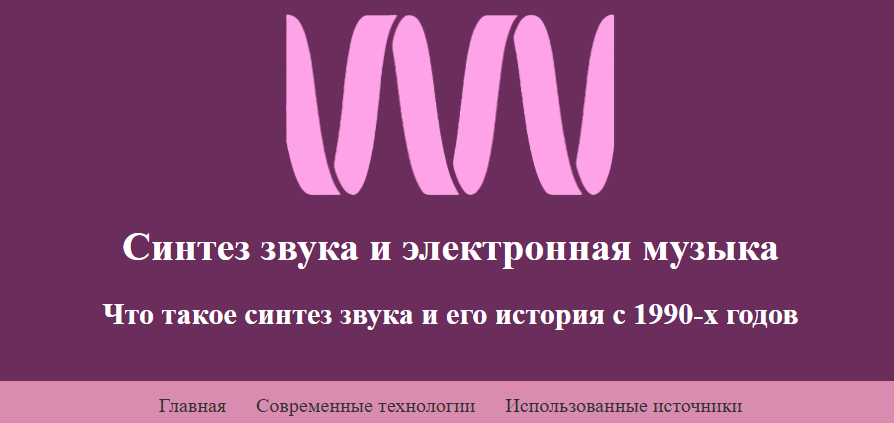 Синтез звука и электронная музыка
Что такое синтез звука и его история с 1990-х годов
Главная Современные технологии Использованные источники